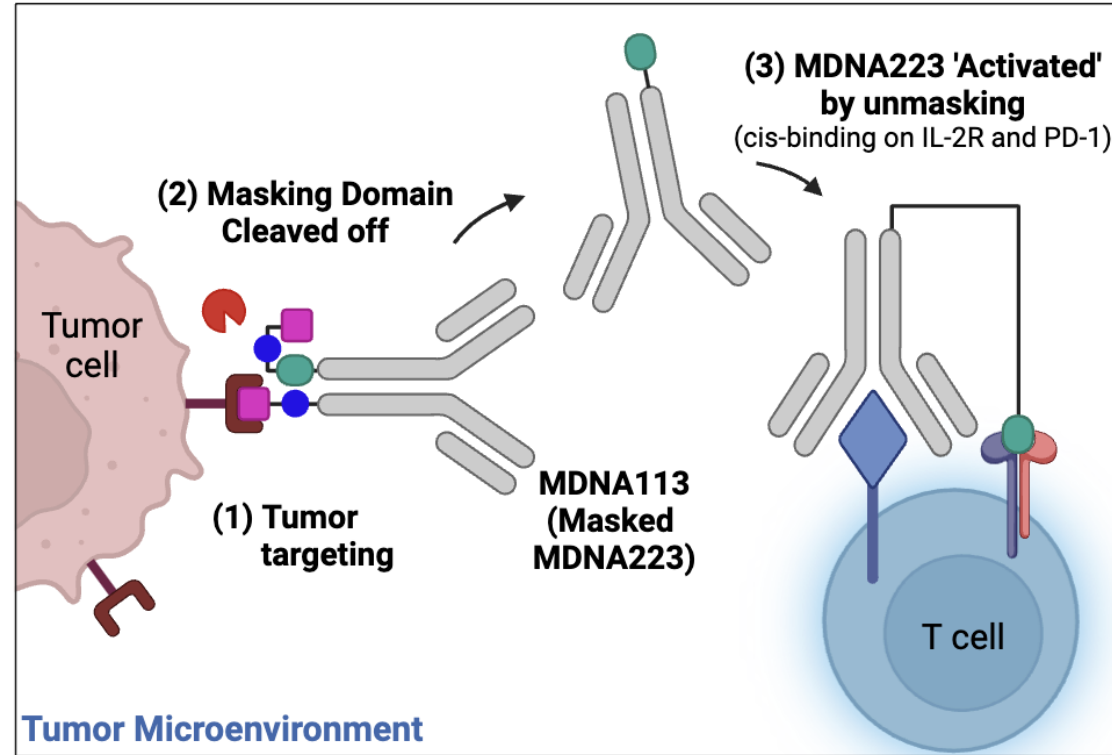 (3) MDNA223 'Activated'
by unmasking
(cis-binding on IL-2R and PD-1)
(2) Masking Domain
Cleaved off
Tumor
cell
MDNA113
(Masked
MDNA223)
(1) Tumor
targeting
T cell
Tumor Microenvironment